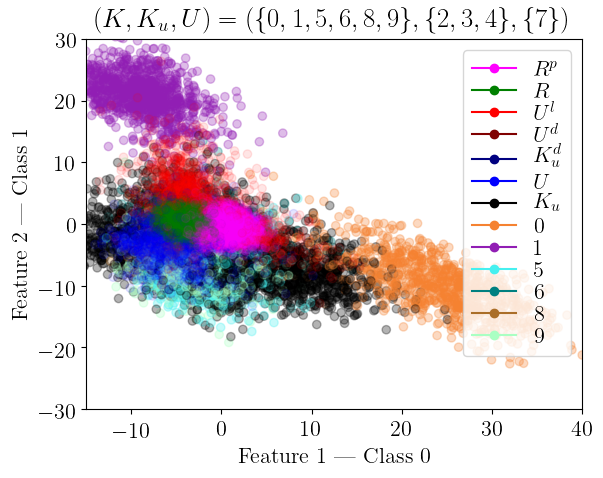 (K, K_u, U) = ({0, 1, 5, 6, 8, 9}, {2, 3, 4}, {7})
30
20
10
0
−10
−20
−30
Feature 2 — Class 1
R^p
R
U^l
U^d
K_u^d
U
K_u
0
1
5
6
8
9
−10
0
10
20
30
40
Feature 1 — Class 0